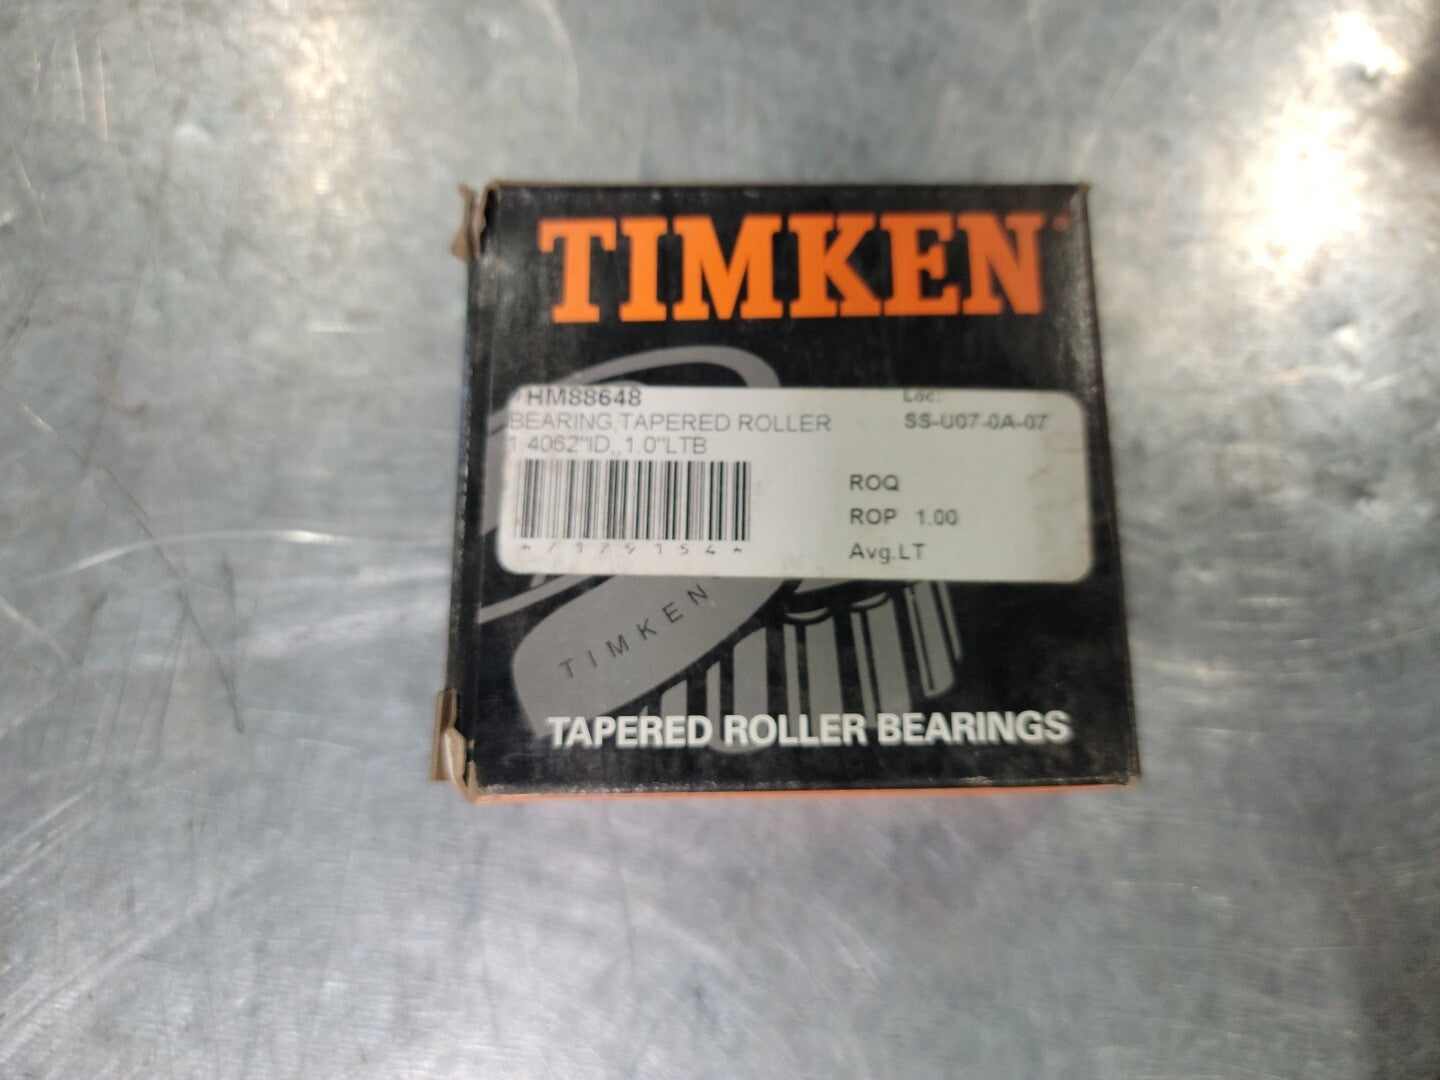 TIMKEN
HM88648
Loc:
BEARING,TAPERED ROLLER
SS-U07-0A-07
1.4062"ID,,1.0"LTB
ROQ
ROP 1.00
*7179154*
Avg.LT
TIMKEN
TAPERED ROLLER BEARINGS